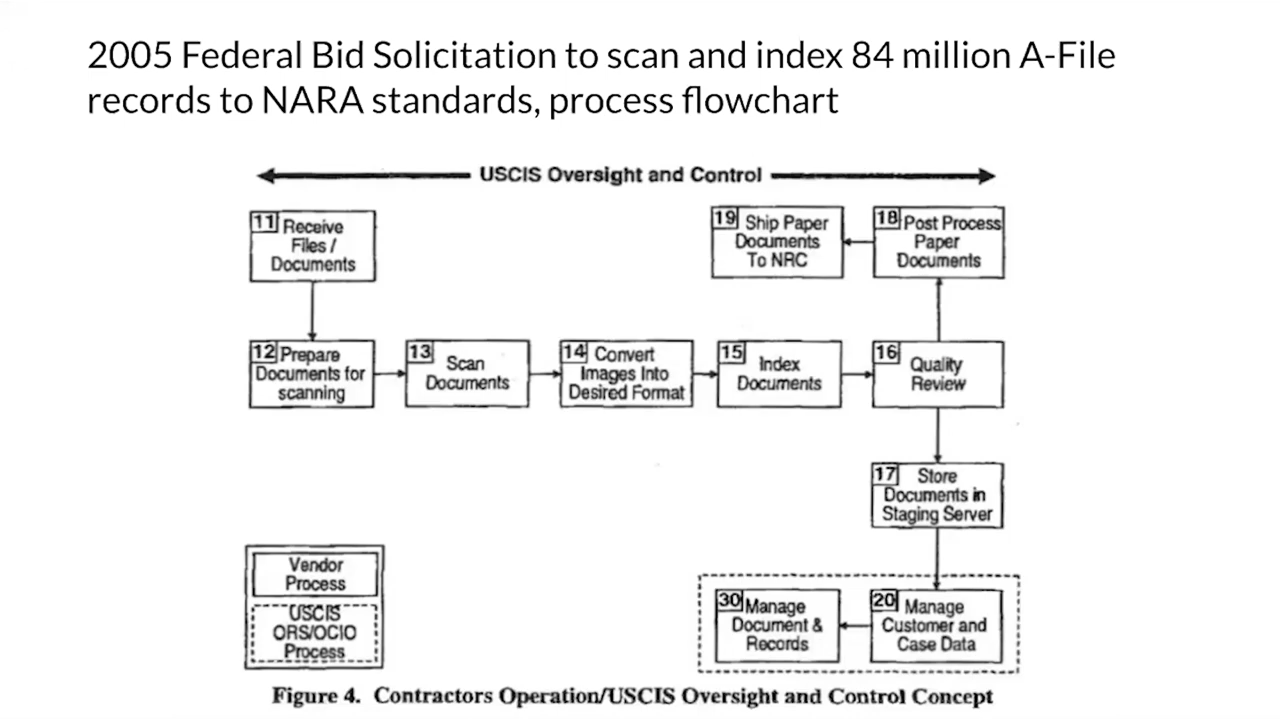 2005 Federal Bid Solicitation to scan and index 84 million A-File
records to NARA standards, process flowchart
USCIS Oversight and Control
11 Receive
Files /
Documents
19 Ship Paper
Documents
To NRC
18 Post Process
Paper
Documents
12 Prepare
Documents for
scanning
13 Scan
Documents
14 Convert
Images Into
Desired Format
15 Index
Documents
16 Quality
Review
17 Store
Documents in
Staging Server
Vendor
Process
USCIS
ORS/OCIO
Process
30 Manage
Document &
Records
20 Manage
Customer and
Case Data
Figure 4. Contractors Operation/USCIS Oversight and Control Concept